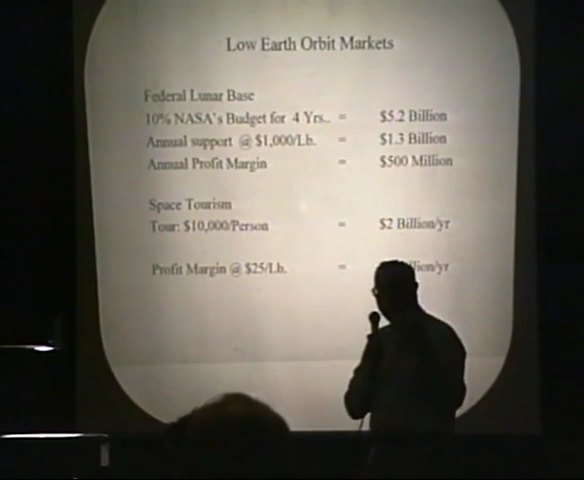 Low Earth Orbit Markets
Federal Lunar Base
10% NASA's Budget for 4 Yrs.. = $5.2 Billion
Annual support @ $1,000/Lb. = $1.3 Billion
Annual Profit Margin = $500 Million
Space Tourism
Tour: $10,000/Person = $2 Billion/yr
Profit Margin @ $25/Lb. =